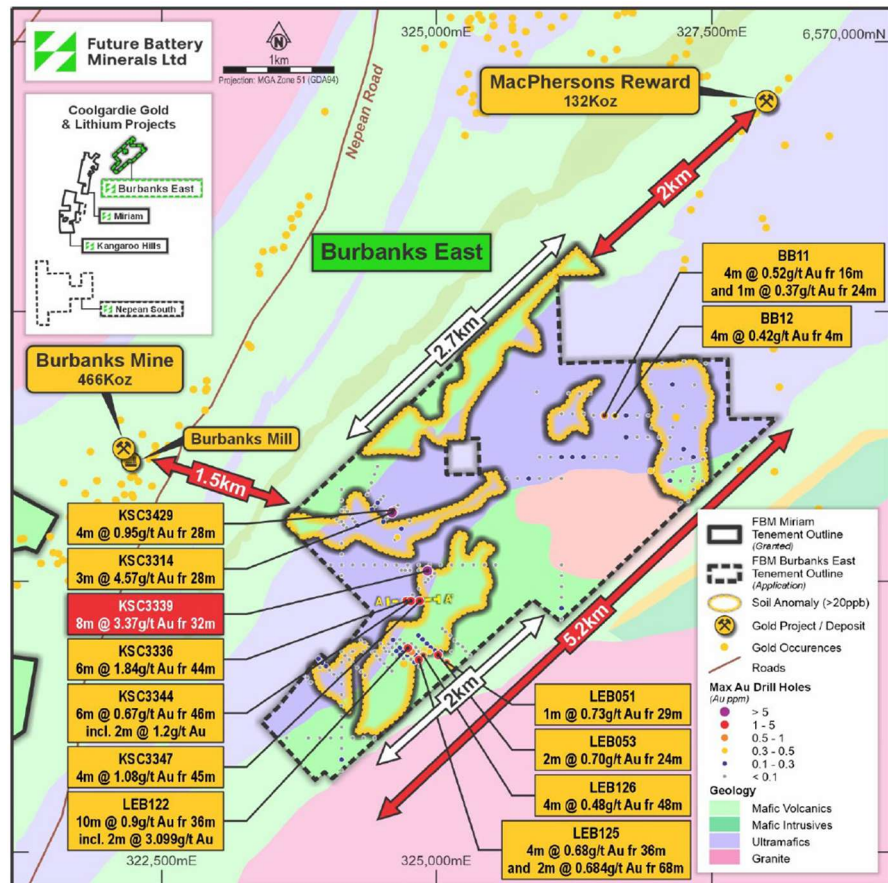 Future Battery
Minerals Ltd
N
1km
Projection: MGA Zone 51 (GDA94)
325,000mE
327,500mE
6,570,000mN
Nepean Road
MacPhersons Reward
132Koz
2km
Coolgardie Gold
& Lithium Projects
Burbanks East
Miriam
Kangaroo Hills
Nepean South
Burbanks East
2.7km
BB11
4m @ 0.52g/t Au fr 16m
and 1m @ 0.37g/t Au fr 24m
BB12
4m @ 0.42g/t Au fr 4m
Burbanks Mine
466Koz
Burbanks Mill
1.5km
KSC3429
4m @ 0.95g/t Au fr 28m
KSC3314
3m @ 4.57g/t Au fr 28m
KSC3339
8m @ 3.37g/t Au fr 32m
KSC3336
6m @ 1.84g/t Au fr 44m
KSC3344
6m @ 0.67g/t Au fr 46m
incl. 2m @ 1.2g/t Au
KSC3347
4m @ 1.08g/t Au fr 45m
LEB122
10m @ 0.9g/t Au fr 36m
incl. 2m @ 3.099g/t Au
A
A'
5.2km
2km
LEB051
1m @ 0.73g/t Au fr 29m
LEB053
2m @ 0.70g/t Au fr 24m
LEB126
4m @ 0.48g/t Au fr 48m
LEB125
4m @ 0.68g/t Au fr 36m
and 2m @ 0.684g/t Au fr 68m
FBM Miriam
Tenement Outline
(Granted)
FBM Burbanks East
Tenement Outline
(Application)
Soil Anomaly (>20ppb)
Gold Project / Deposit
Gold Occurences
Roads
Max Au Drill Holes
(Au ppm)
> 5
1 - 5
0.5 - 1
0.3 - 0.5
0.1 - 0.3
< 0.1
Geology
Mafic Volcanics
Mafic Intrusives
Ultramafics
Granite
322,500mE
325,000mE